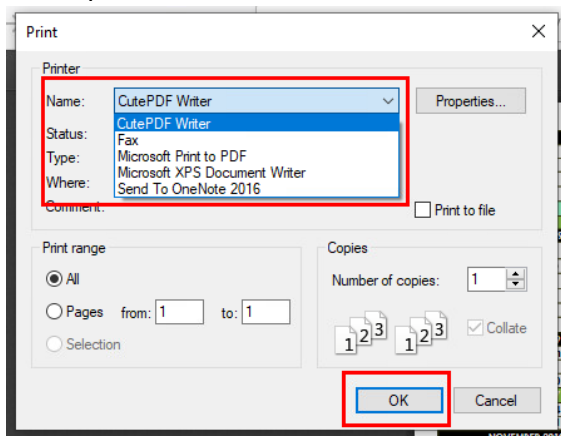 Print
Printer
Name: CutePDF Writer Properties...
CutePDF Writer
Status: Fax
Type: Microsoft Print to PDF
Microsoft XPS Document Writer
Where: Send To OneNote 2016
Comment: Print to file
Print range
All
Pages from: 1 to: 1
Selection
Copies
Number of copies: 1
1 2 3 1 2 3 Collate
OK Cancel
NOVEMBER